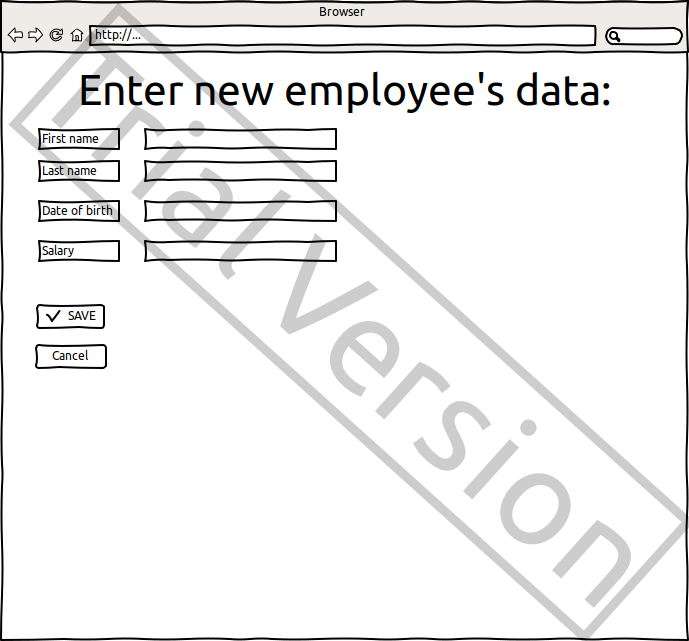 Browser
http://...
Enter new employee's data:
First name
Last name
Date of birth
Salary
SAVE
Cancel
Trial Version